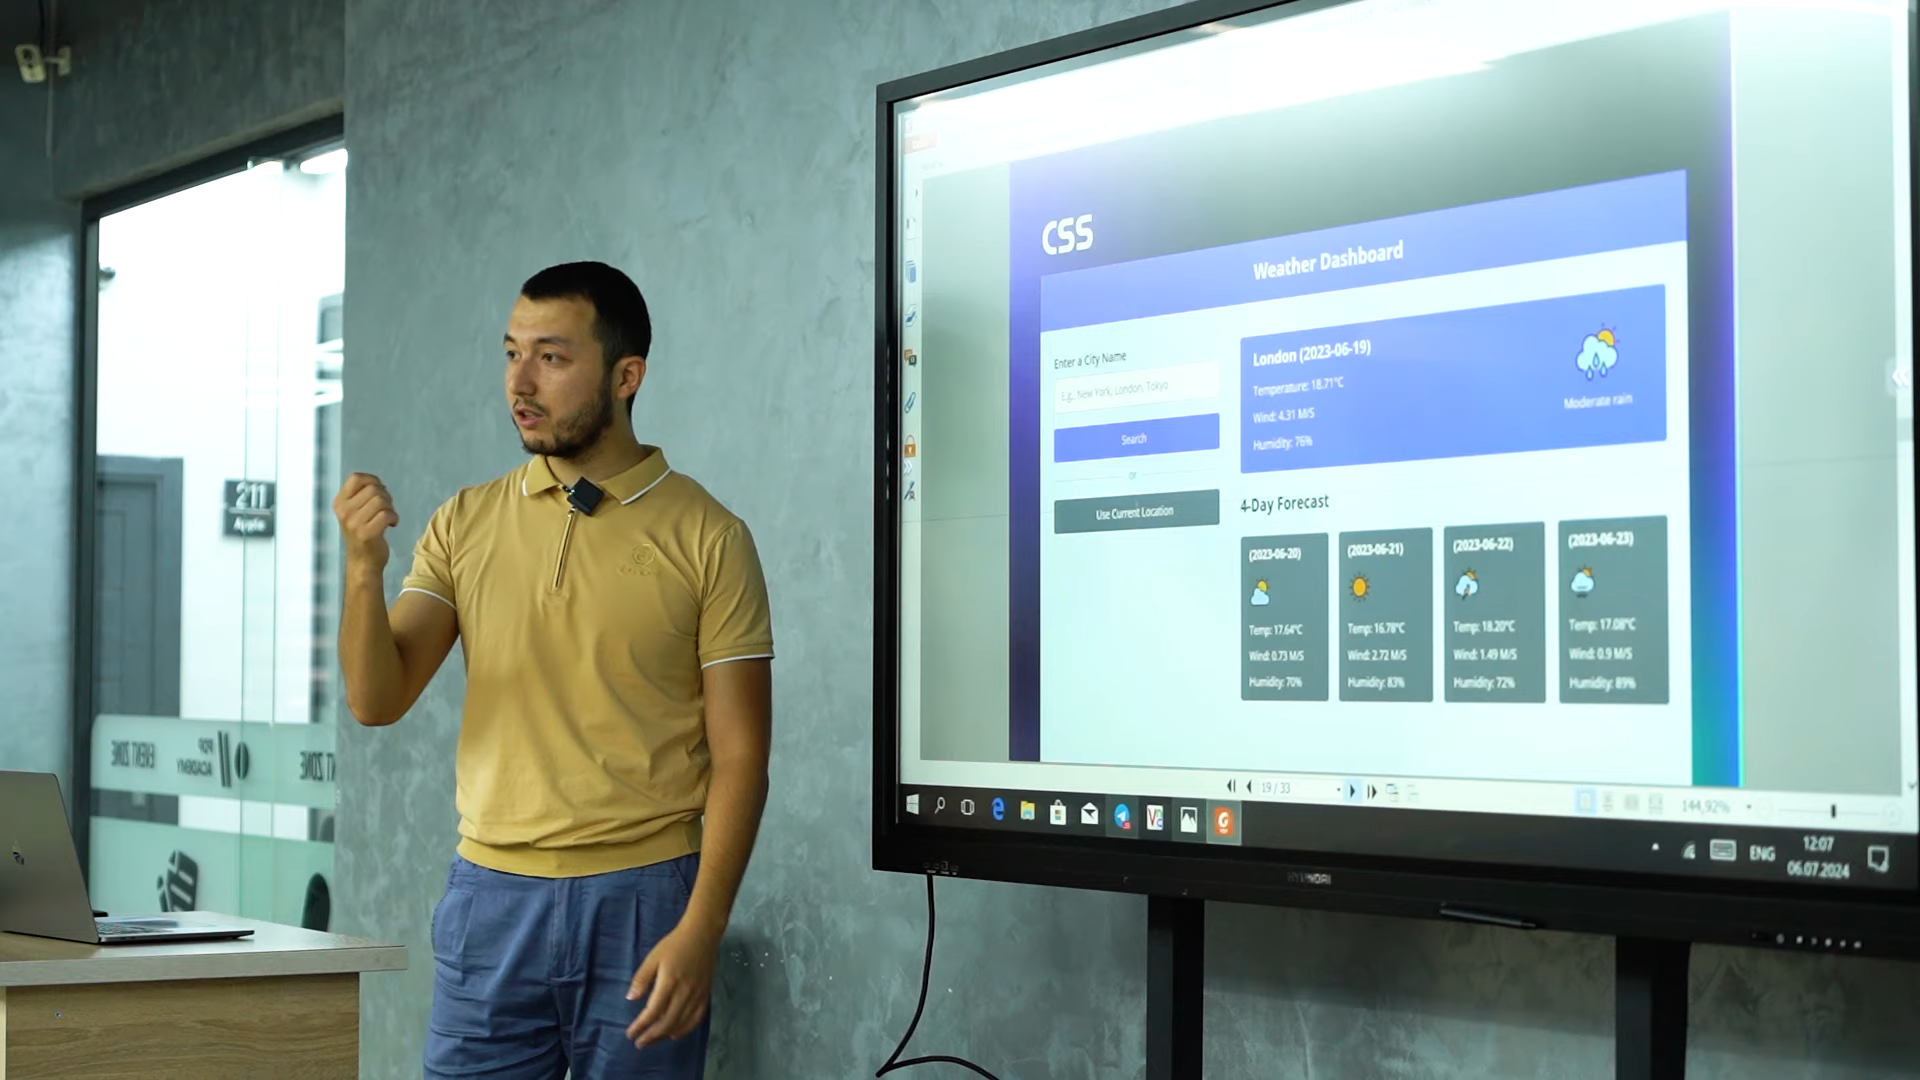 211
Apple
EVENT ZONE
PDP
ACADEMY
CSS
Weather Dashboard
Enter a City Name
E.g., New York, London, Tokyo
Search
or
Use Current Location
London (2023-06-19)
Temperature: 18.71°C
Wind: 4.31 M/S
Humidity: 76%
Moderate rain
4-Day Forecast
(2023-06-20)
Temp: 17.64°C
Wind: 0.73 M/S
Humidity: 70%
(2023-06-21)
Temp: 16.78°C
Wind: 2.72 M/S
Humidity: 83%
(2023-06-22)
Temp: 18.20°C
Wind: 1.49 M/S
Humidity: 72%
(2023-06-23)
Temp: 17.08°C
Wind: 0.9 M/S
Humidity: 89%
19 / 33
144,92%
ENG
12:07
06.07.2024
HYUNDAI